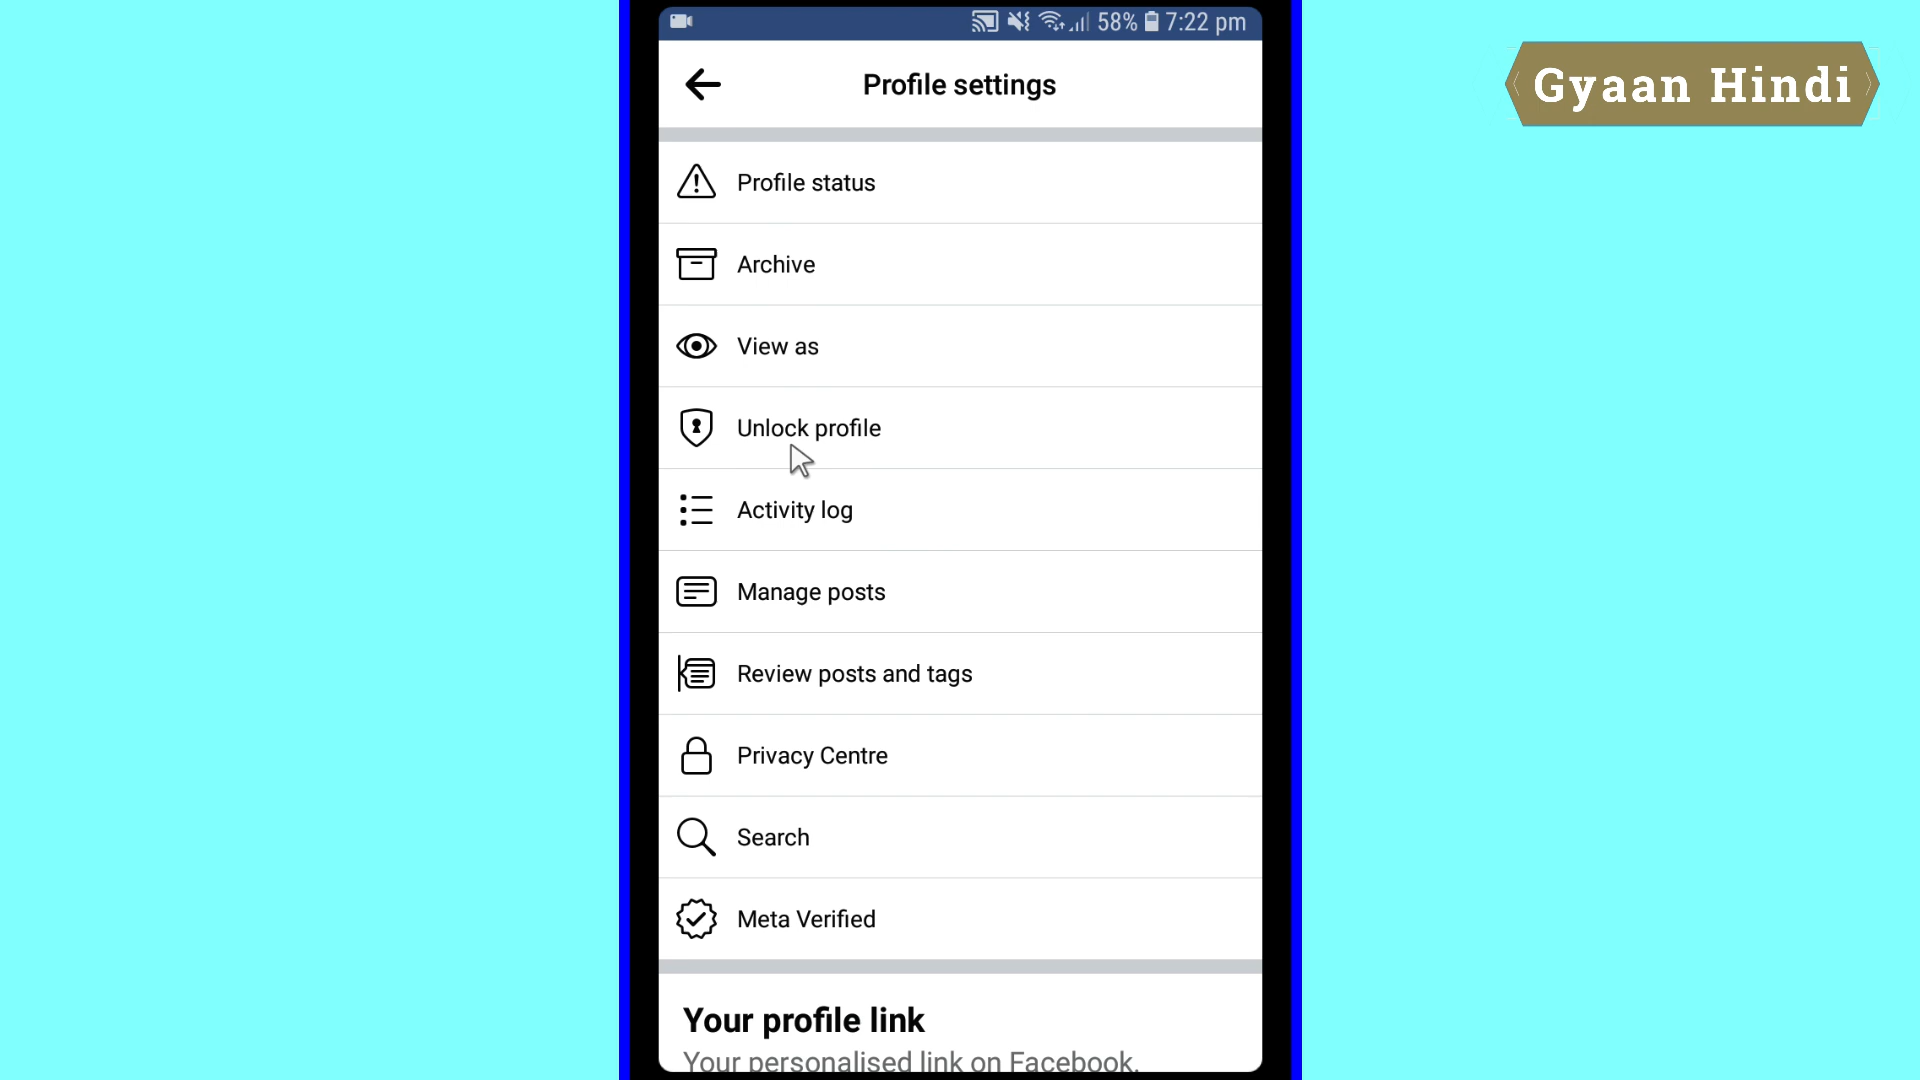 58% 7:22 pm
Profile settings
Gyaan Hindi
Profile status
Archive
View as
Unlock profile
Activity log
Manage posts
Review posts and tags
Privacy Centre
Search
Meta Verified
Your profile link
Your personalised link on Facebook.